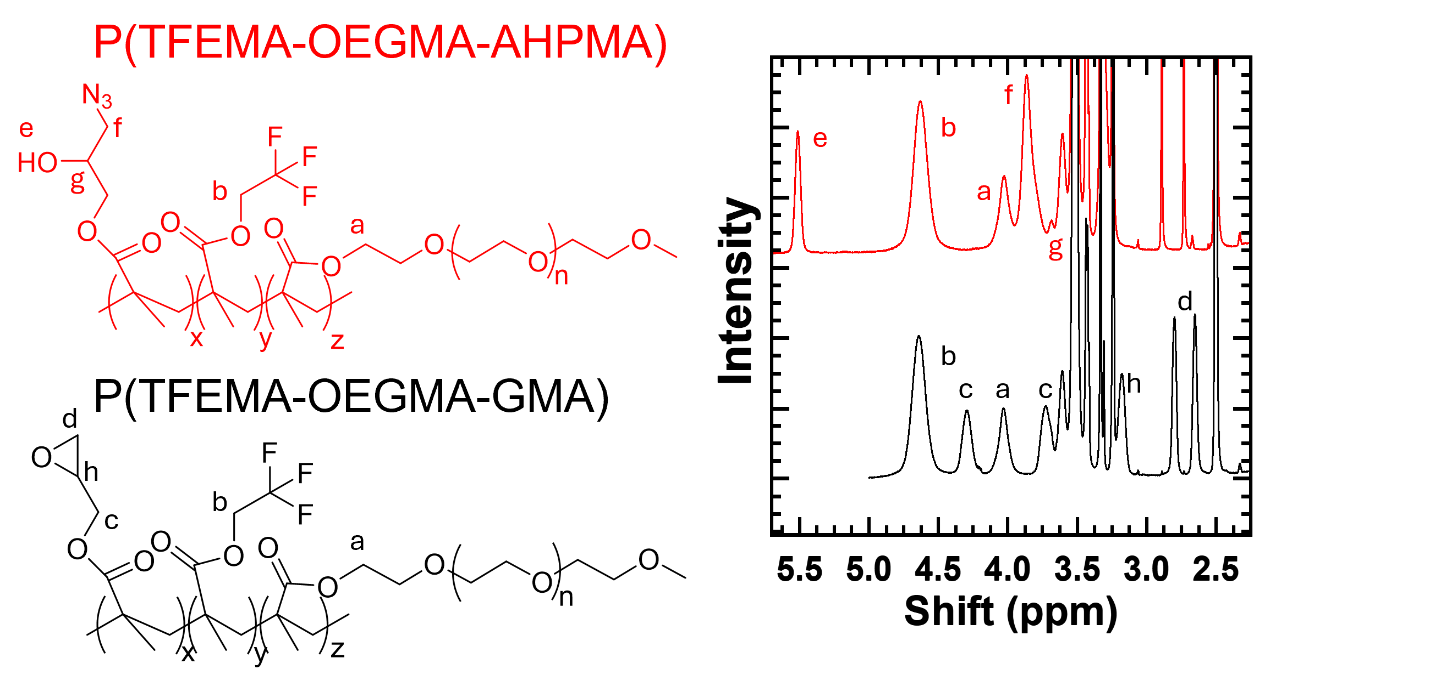 P(TFEMA-OEGMA-AHPMA)
N3
e
f
HO
g
F
F
F
b
a
O
O
O
O
O
O
O
O
O
n
x
y
z
P(TFEMA-OEGMA-GMA)
d
O
h
c
F
F
F
b
a
O
O
O
O
O
O
O
O
O
n
x
y
z
Intensity
e
b
f
a
g
b
c
a
c
h
d
5.5 5.0 4.5 4.0 3.5 3.0 2.5
Shift (ppm)